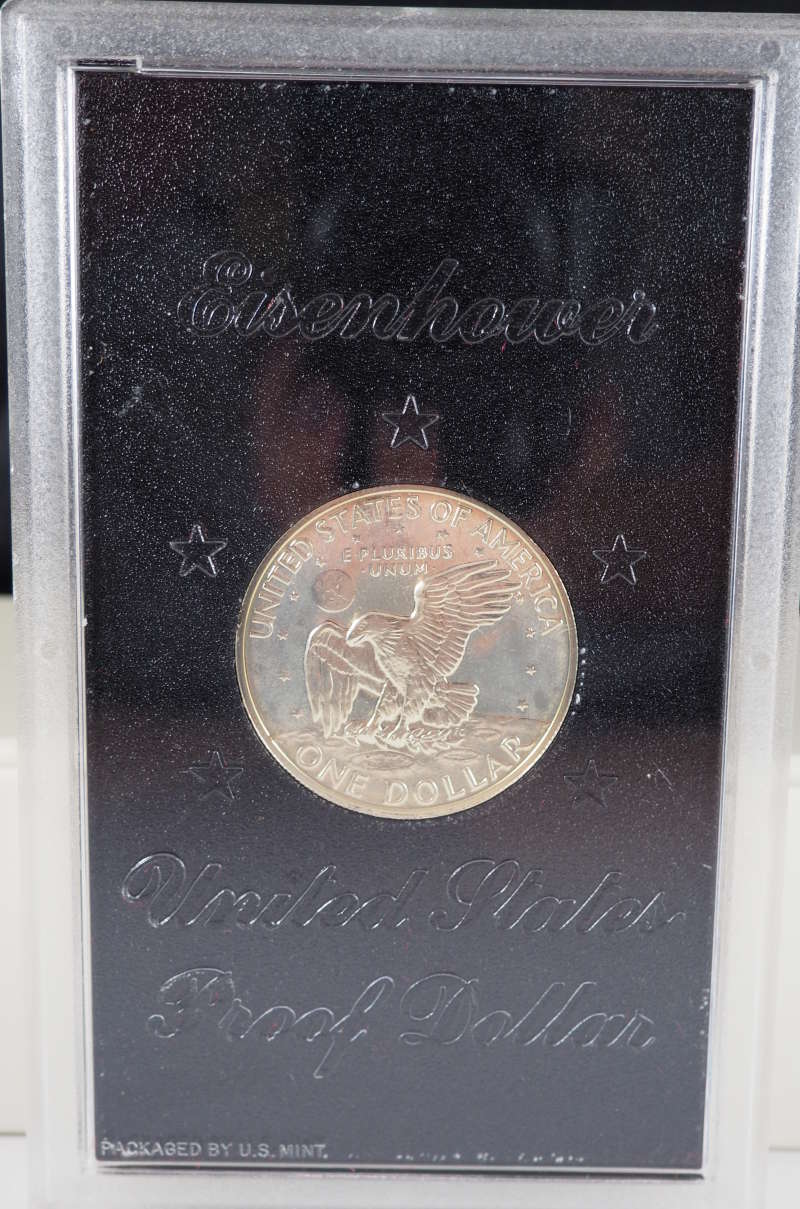 Eisenhower
UNITED STATES OF AMERICA
E PLURIBUS
UNUM
ONE DOLLAR
United States
Proof Dollar
PACKAGED BY U.S. MINT.